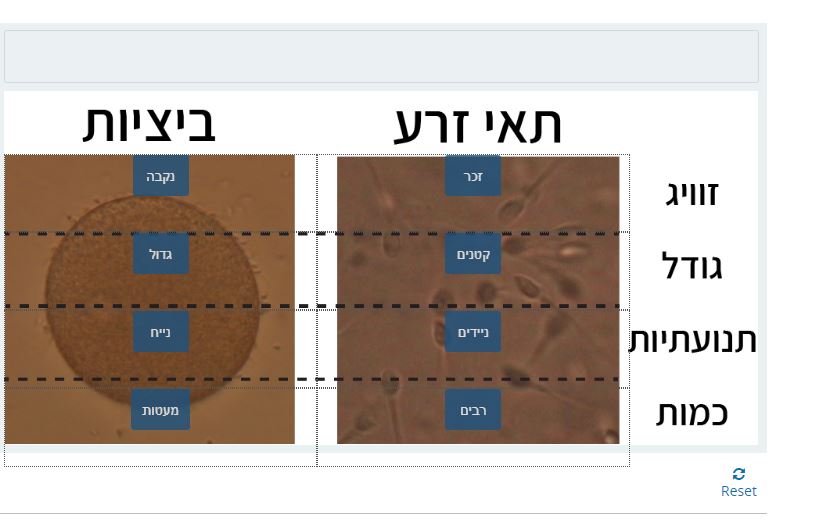 תאי זרע ביציות
זוויג זכר נקבה
גודל קטנים גדול
תנועתיות ניידים נייח
כמות רבים מעטות
Reset